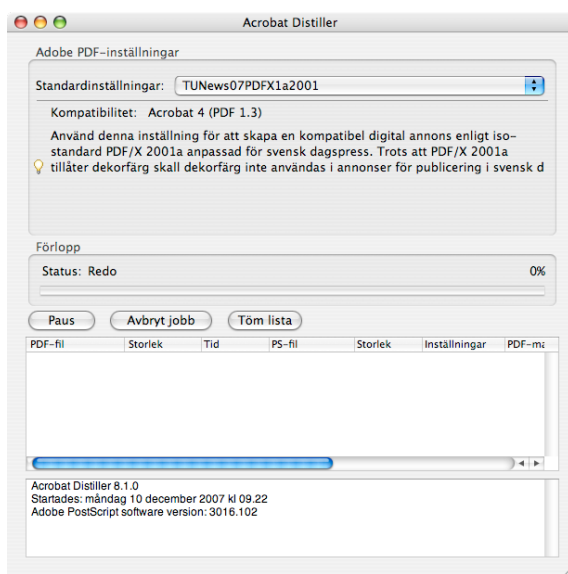 Acrobat Distiller
Adobe PDF-inställningar
Standardinställningar: TUNews07PDFX1a2001
Kompatibilitet: Acrobat 4 (PDF 1.3)
Använd denna inställning för att skapa en kompatibel digital annons enligt iso-
standard PDF/X 2001a anpassad för svensk dagspress. Trots att PDF/X 2001a
tillåter dekorfärg skall dekorfärg inte användas i annonser för publicering i svensk d
Förlopp
Status: Redo 0%
Paus Avbryt jobb Töm lista
PDF-fil Storlek Tid PS-fil Storlek Inställningar PDF-ma
Acrobat Distiller 8.1.0
Startades: måndag 10 december 2007 kl 09.22
Adobe PostScript software version: 3016.102